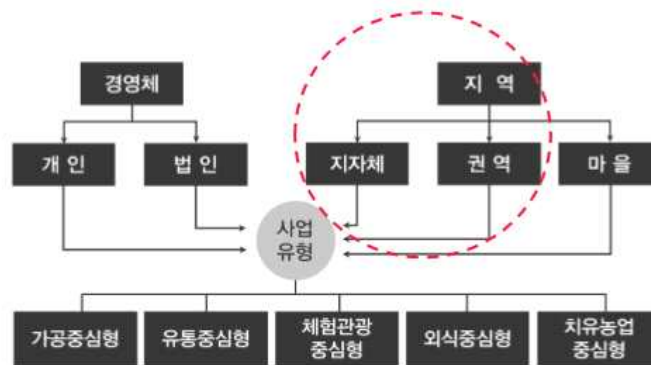 경영체
지 역
개 인
법 인
지자체
권 역
마 을
사업
유형
가공중심형
유통중심형
체험관광
중심형
외식중심형
치유농업
중심형